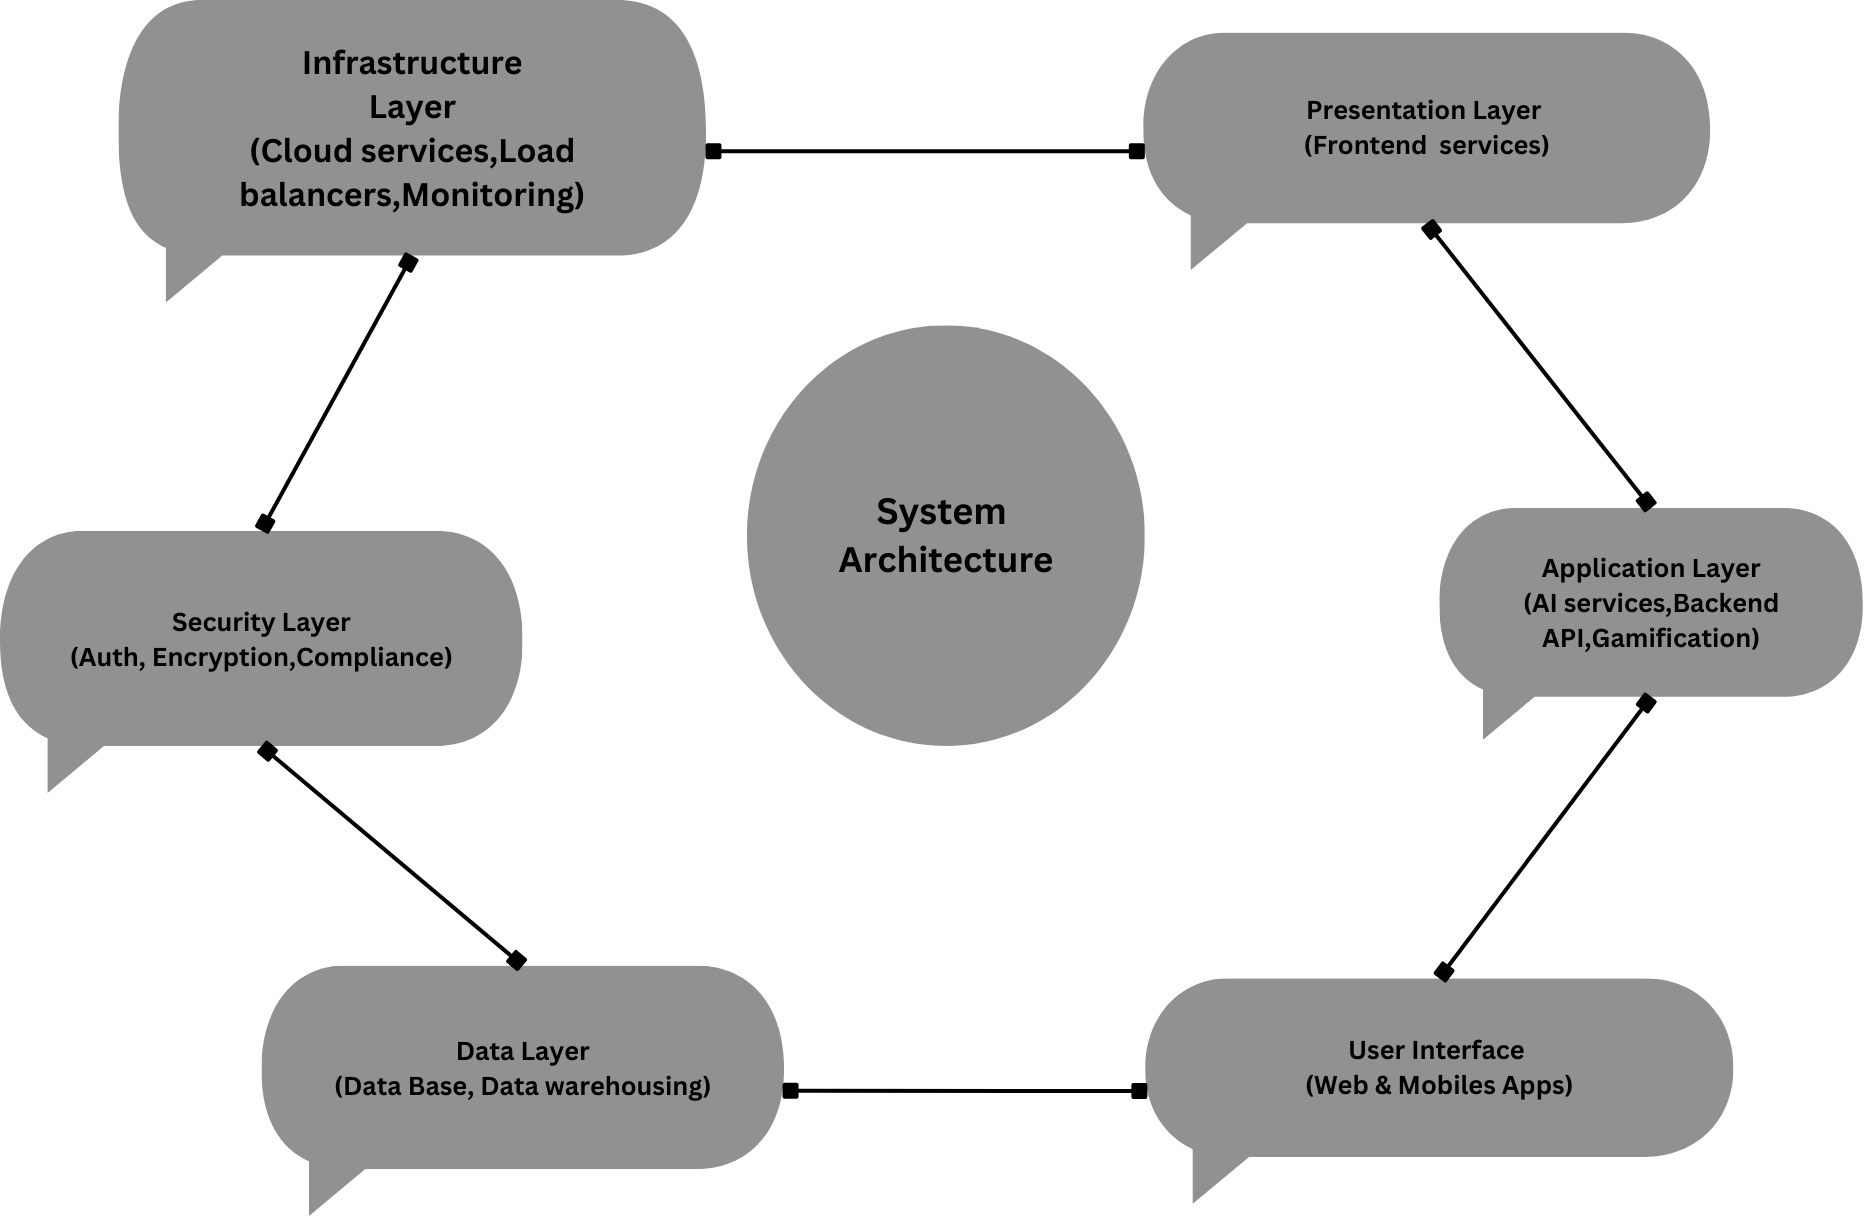 Infrastructure
Layer
(Cloud services,Load
balancers,Monitoring)
Presentation Layer
(Frontend  services)
System
Architecture
Application Layer
(AI services,Backend
API,Gamification)
Security Layer
(Auth, Encryption,Compliance)
Data Layer
(Data Base, Data warehousing)
User Interface
(Web & Mobiles Apps)